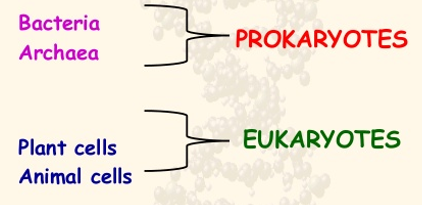 Bacteria
Archaea
PROKARYOTES
Plant cells
Animal cells
EUKARYOTES